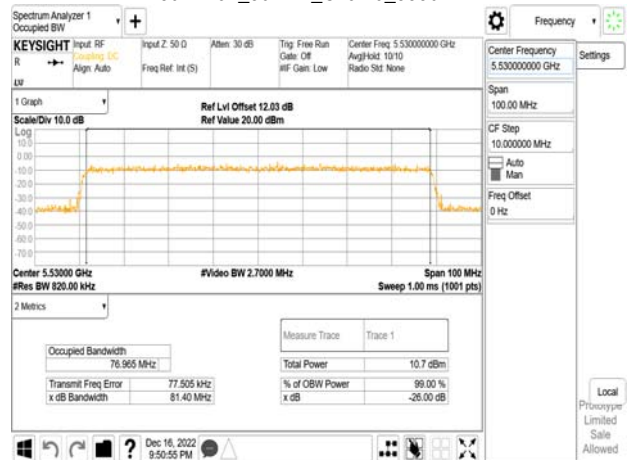 Spectrum Analyzer 1
Occupied BW
Frequency
KEYSIGHT
Input: RF
Coupling: DC
Align: Auto
Input Z: 50 Ω
Freq Ref: Int (S)
Atten: 30 dB
Trig: Free Run
Gate: Off
#IF Gain: Low
Center Freq: 5.530000000 GHz
Avg|Hold: 10/10
Radio Std: None
R
LXI
Center Frequency
5.530000000 GHz
Settings
Span
100.00 MHz
CF Step
10.000000 MHz
Auto
Man
Freq Offset
0 Hz
1 Graph
Ref Lvl Offset 12.03 dB
Scale/Div 10.0 dB
Ref Value 20.00 dBm
Log
10.0
0.00
-10.0
-20.0
-30.0
-40.0
-50.0
-60.0
-70.0
Center 5.53000 GHz
#Video BW 2.7000 MHz
Span 100 MHz
#Res BW 820.00 kHz
Sweep 1.00 ms (1001 pts)
2 Metrics
Measure Trace
Trace 1
Occupied Bandwidth
76.965 MHz
Total Power
10.7 dBm
Transmit Freq Error
77.505 kHz
% of OBW Power
99.00 %
x dB Bandwidth
81.40 MHz
x dB
-26.00 dB
Local
Prototype
Limited
Sale
Allowed
?
Dec 16, 2022
9:50:55 PM